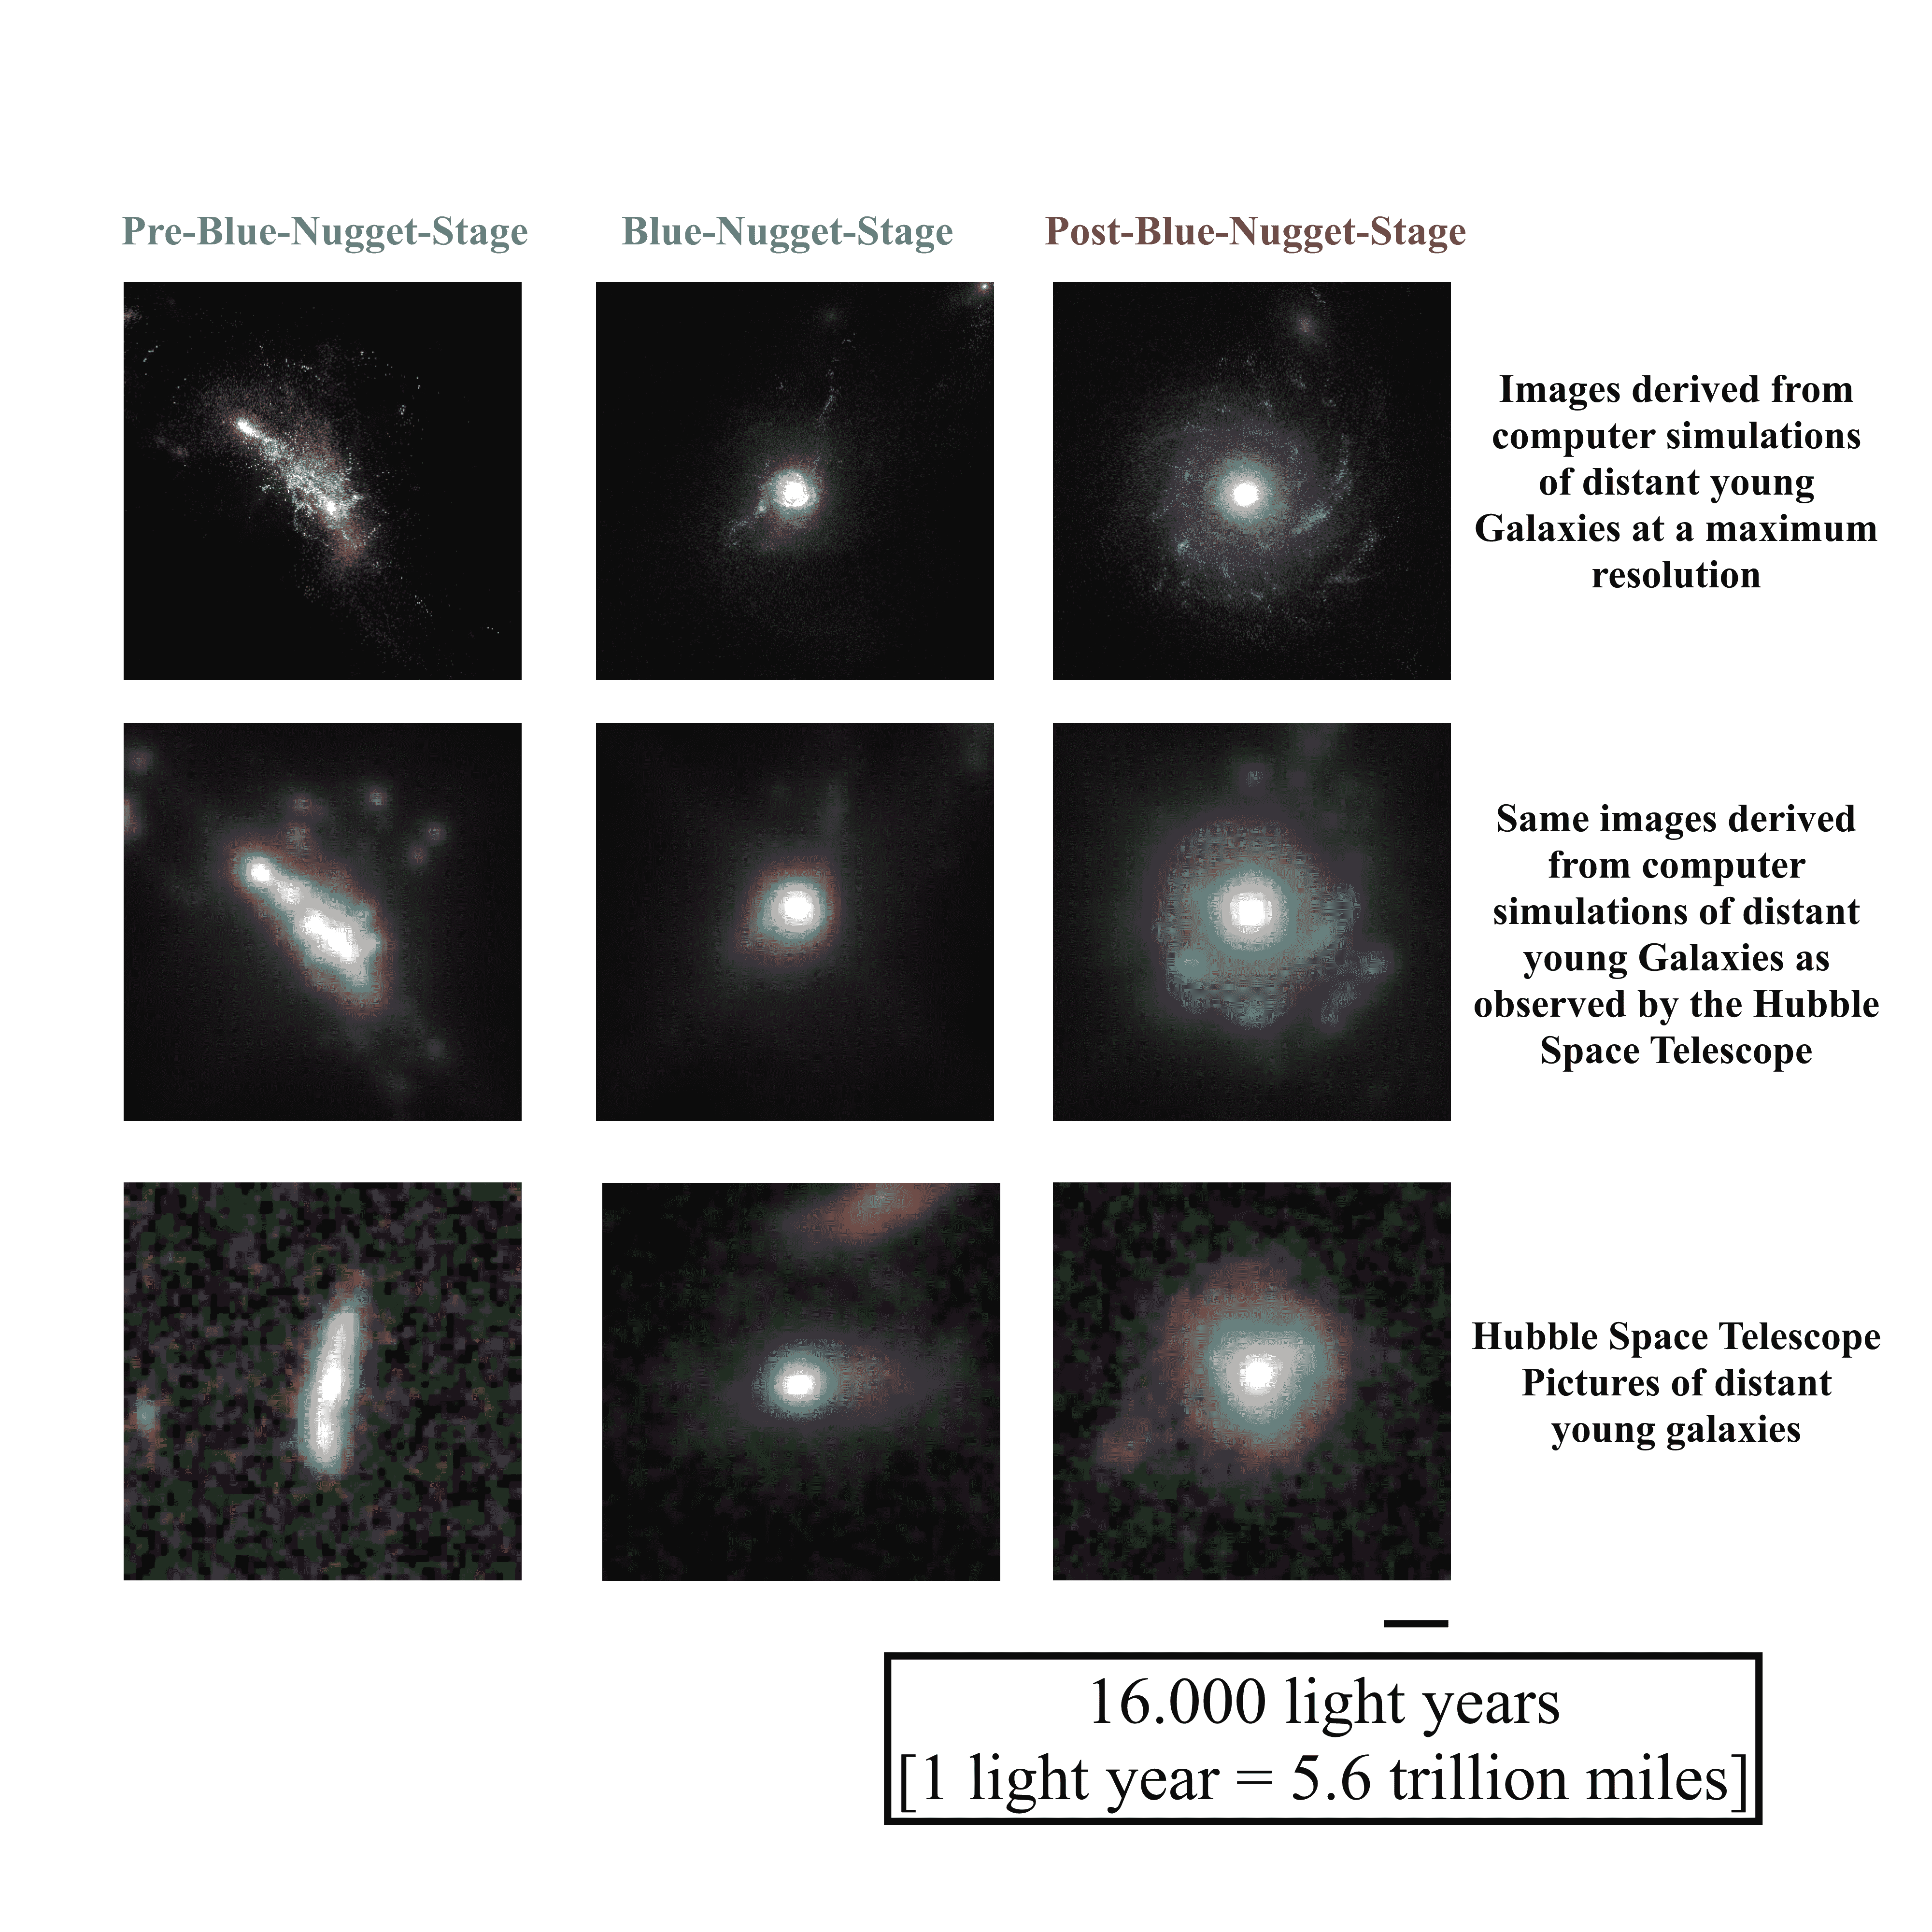 Pre-Blue-Nugget-Stage
Blue-Nugget-Stage
Post-Blue-Nugget-Stage
Images derived from
computer simulations
of distant young
Galaxies at a maximum
resolution
Same images derived
from computer
simulations of distant
young Galaxies as
observed by the Hubble
Space Telescope
Hubble Space Telescope
Pictures of distant
young galaxies
16.000 light years
[1 light year = 5.6 trillion miles]